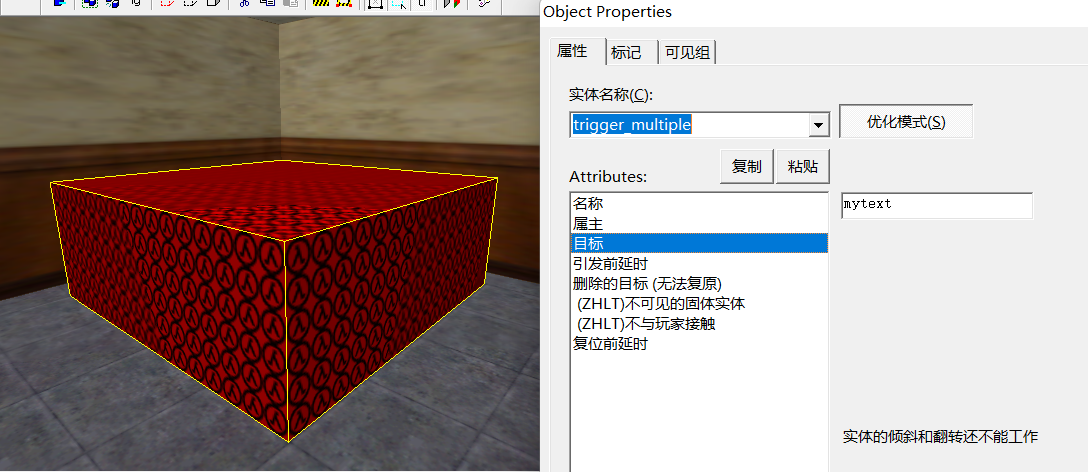 Object Properties
属性
标记
可见组
实体名称(C):
trigger_multiple
优化模式(S)
复制
粘贴
Attributes:
名称
属主
目标
引发前延时
删除的目标 (无法复原)
(ZHLT)不可见的固体实体
(ZHLT)不与玩家接触
复位前延时
mytext
实体的倾斜和翻转还不能工作